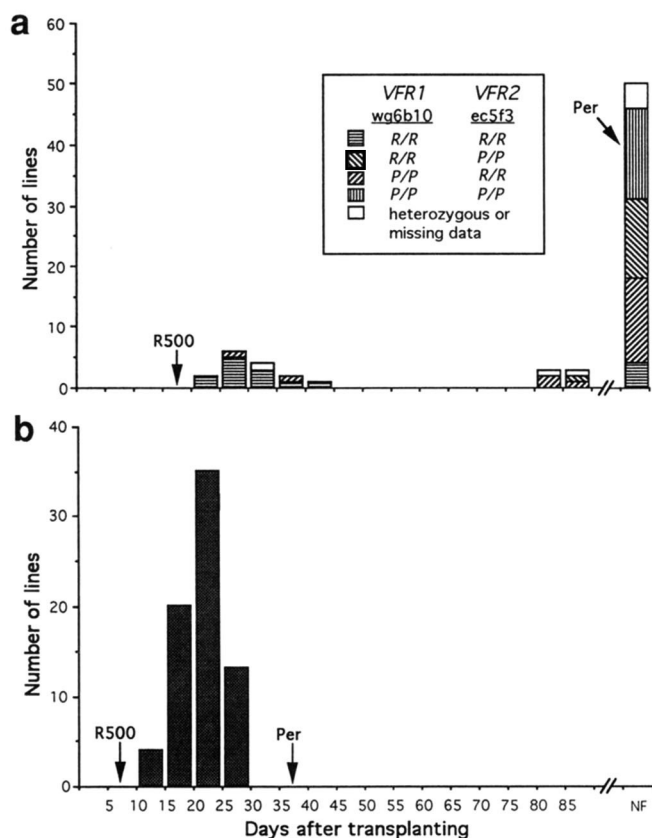 a
60
50
40
30
20
10
0
Number of lines
VFR1 VFR2
wg6b10 ec5f3
R/R R/R
R/R P/P
P/P R/R
P/P P/P
heterozygous or
missing data
Per
R500
b
40
30
20
10
0
Number of lines
R500
Per
5 10 15 20 25 30 35 40 45 50 55 60 65 70 75 80 85 NF
Days after transplanting